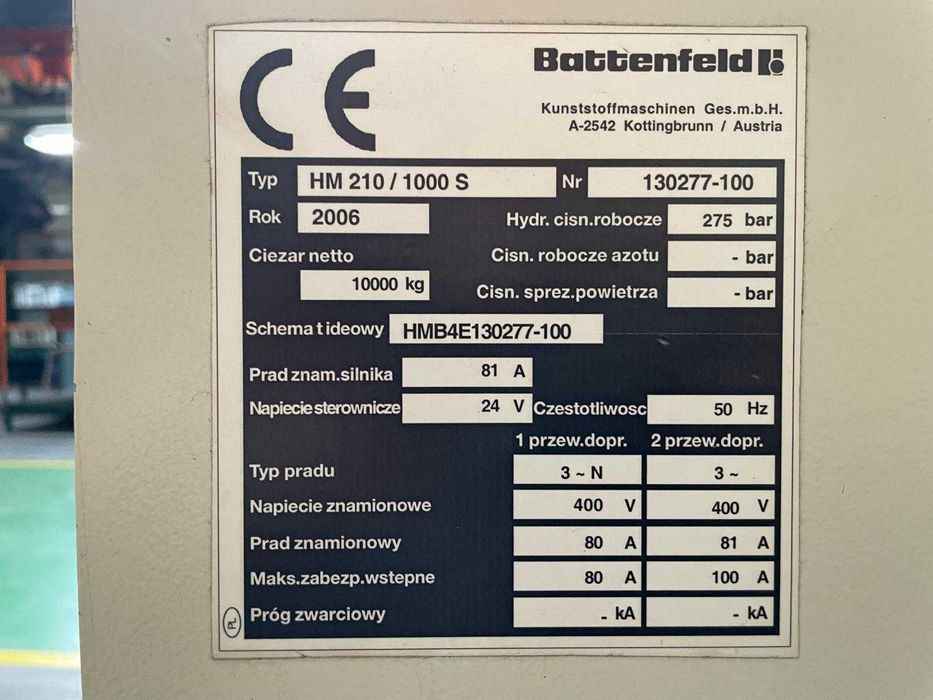 CE
Battenfeld
Kunststoffmaschinen Ges.m.b.H.
A-2542 Kottingbrunn / Austria
Typ HM 210 / 1000 S Nr 130277-100
Rok 2006 Hydr. cisn.robocze 275 bar
Ciezar netto Cisn. robocze azotu - bar
10000 kg Cisn. sprez.powietrza - bar
Schemat ideowy HMB4E130277-100
Prad znam.silnika 81 A
Napiecie sterownicze 24 V Czestotliwosc 50 Hz
1 przew.dopr. 2 przew.dopr.
Typ pradu 3 ~ N 3 ~
Napiecie znamionowe 400 V 400 V
Prad znamionowy 80 A 81 A
Maks.zabezp.wstepne 80 A 100 A
Próg zwarciowy - kA - kA
PL